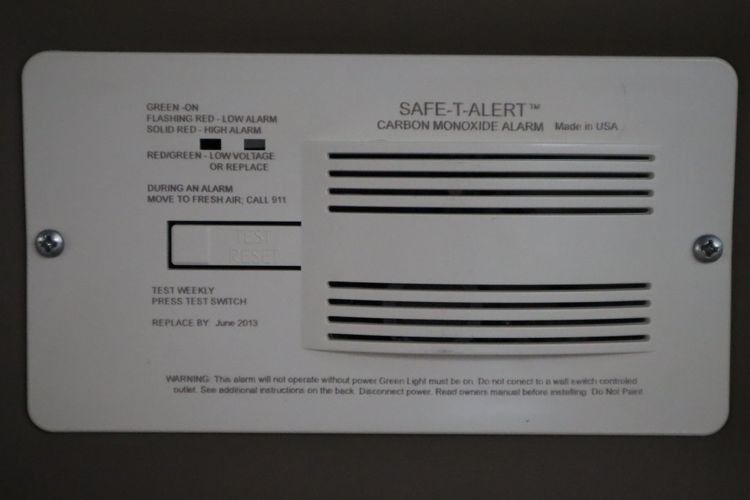 GREEN -ON
FLASHING RED - LOW ALARM
SOLID RED - HIGH ALARM
RED/GREEN - LOW VOLTAGE
OR REPLACE
DURING AN ALARM
MOVE TO FRESH AIR; CALL 911
TEST
RESET
TEST WEEKLY
PRESS TEST SWITCH
REPLACE BY: June 2013
SAFE-T-ALERT™
CARBON MONOXIDE ALARM Made in USA
WARNING: This alarm will not operate without power. Green Light must be on. Do not conect to a wall switch controled
outlet. See additional instructions on the back. Disconnect power. Read owners manual before installing. Do Not Paint.